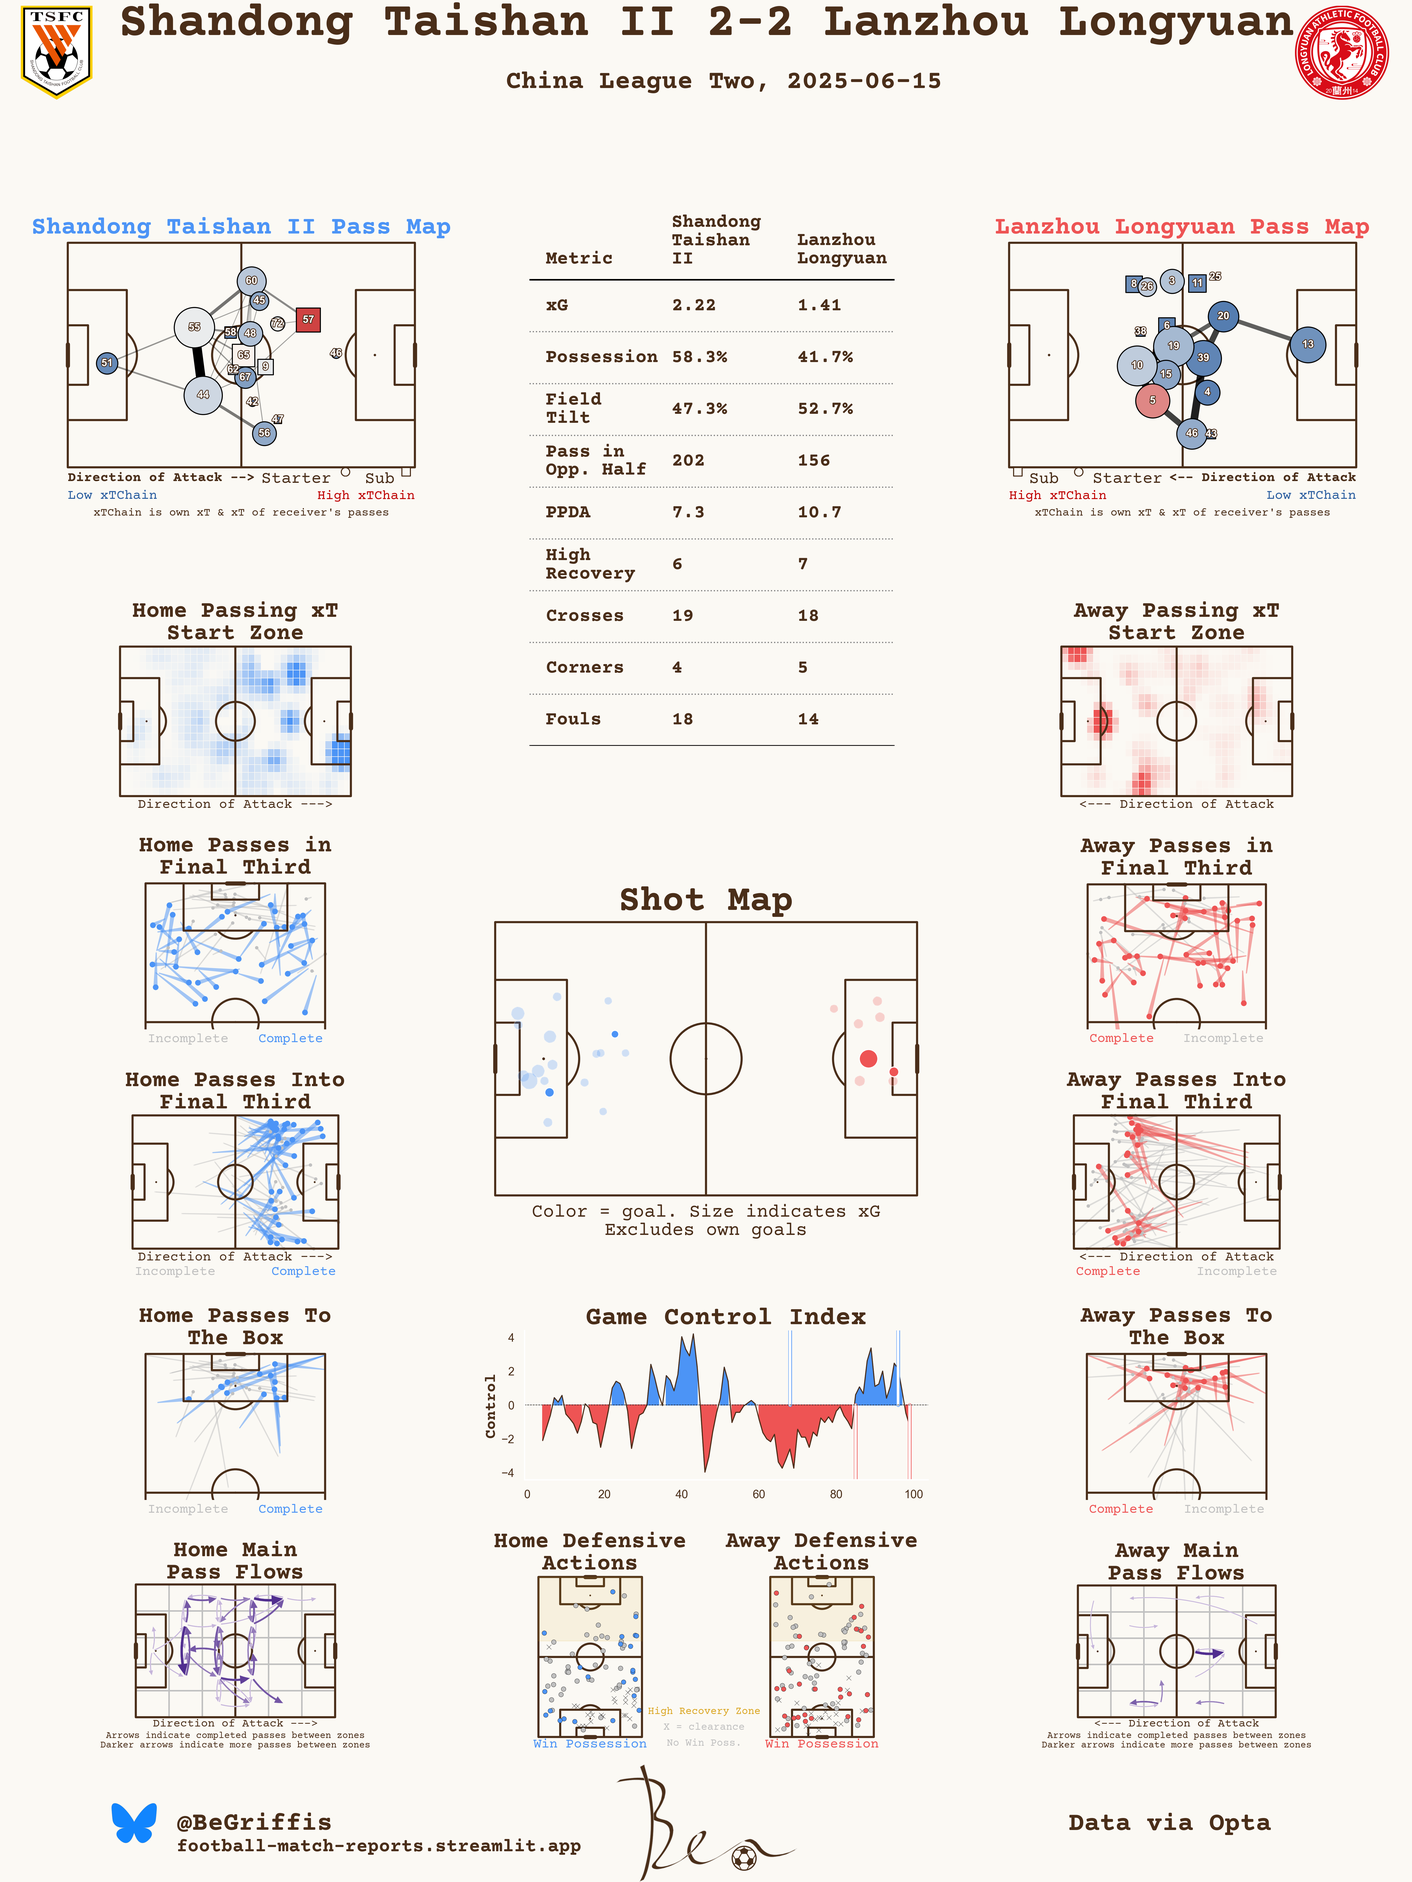 Shandong Taishan II 2-2 Lanzhou Longyuan
China League Two, 2025-06-15
TSFC
LONGYUAN ATHLETIC FOOTBALL CLUB
20 蘭州 14
Shandong Taishan II Pass Map
60
45
57
55
72
58
48
46
65
51
62
9
67
44
42
47
56
Direction of Attack --> Starter Sub
Low xTChain High xTChain
xTChain is own xT & xT of receiver's passes
Metric Shandong Taishan II Lanzhou Longyuan
xG 2.22 1.41
Possession 58.3% 41.7%
Field Tilt 47.3% 52.7%
Pass in Opp. Half 202 156
PPDA 7.3 10.7
High Recovery 6 7
Crosses 19 18
Corners 4 5
Fouls 18 14
Lanzhou Longyuan Pass Map
8
26
3
11
25
20
38
6
19
13
39
10
15
4
5
46
43
Sub Starter <-- Direction of Attack
High xTChain Low xTChain
xTChain is own xT & xT of receiver's passes
Home Passing xT
Start Zone
Direction of Attack --->
Away Passing xT
Start Zone
<--- Direction of Attack
Home Passes in
Final Third
Incomplete Complete
Away Passes in
Final Third
Complete Incomplete
Shot Map
Color = goal. Size indicates xG
Excludes own goals
Home Passes Into
Final Third
Direction of Attack --->
Incomplete Complete
Away Passes Into
Final Third
<--- Direction of Attack
Complete Incomplete
Home Passes To
The Box
Incomplete Complete
Game Control Index
Control
4
2
0
−2
−4
0 20 40 60 80 100
Away Passes To
The Box
Complete Incomplete
Home Main
Pass Flows
Direction of Attack --->
Arrows indicate completed passes between zones
Darker arrows indicate more passes between zones
Home Defensive
Actions
Win Possession
High Recovery Zone
X = clearance
No Win Poss.
Away Defensive
Actions
Win Possession
Away Main
Pass Flows
<--- Direction of Attack
Arrows indicate completed passes between zones
Darker arrows indicate more passes between zones
@BeGriffis
football-match-reports.streamlit.app
Ben
Data via Opta